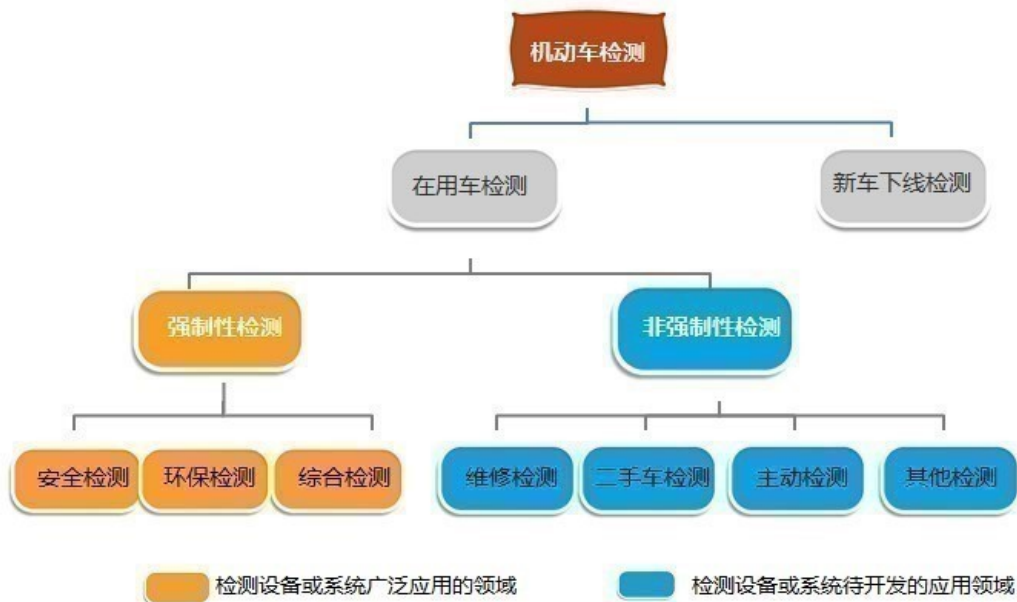 机动车检测
在用车检测
新车下线检测
强制性检测
非强制性检测
安全检测
环保检测
综合检测
维修检测
二手车检测
主动检测
其他检测
检测设备或系统广泛应用的领域
检测设备或系统待开发的应用领域